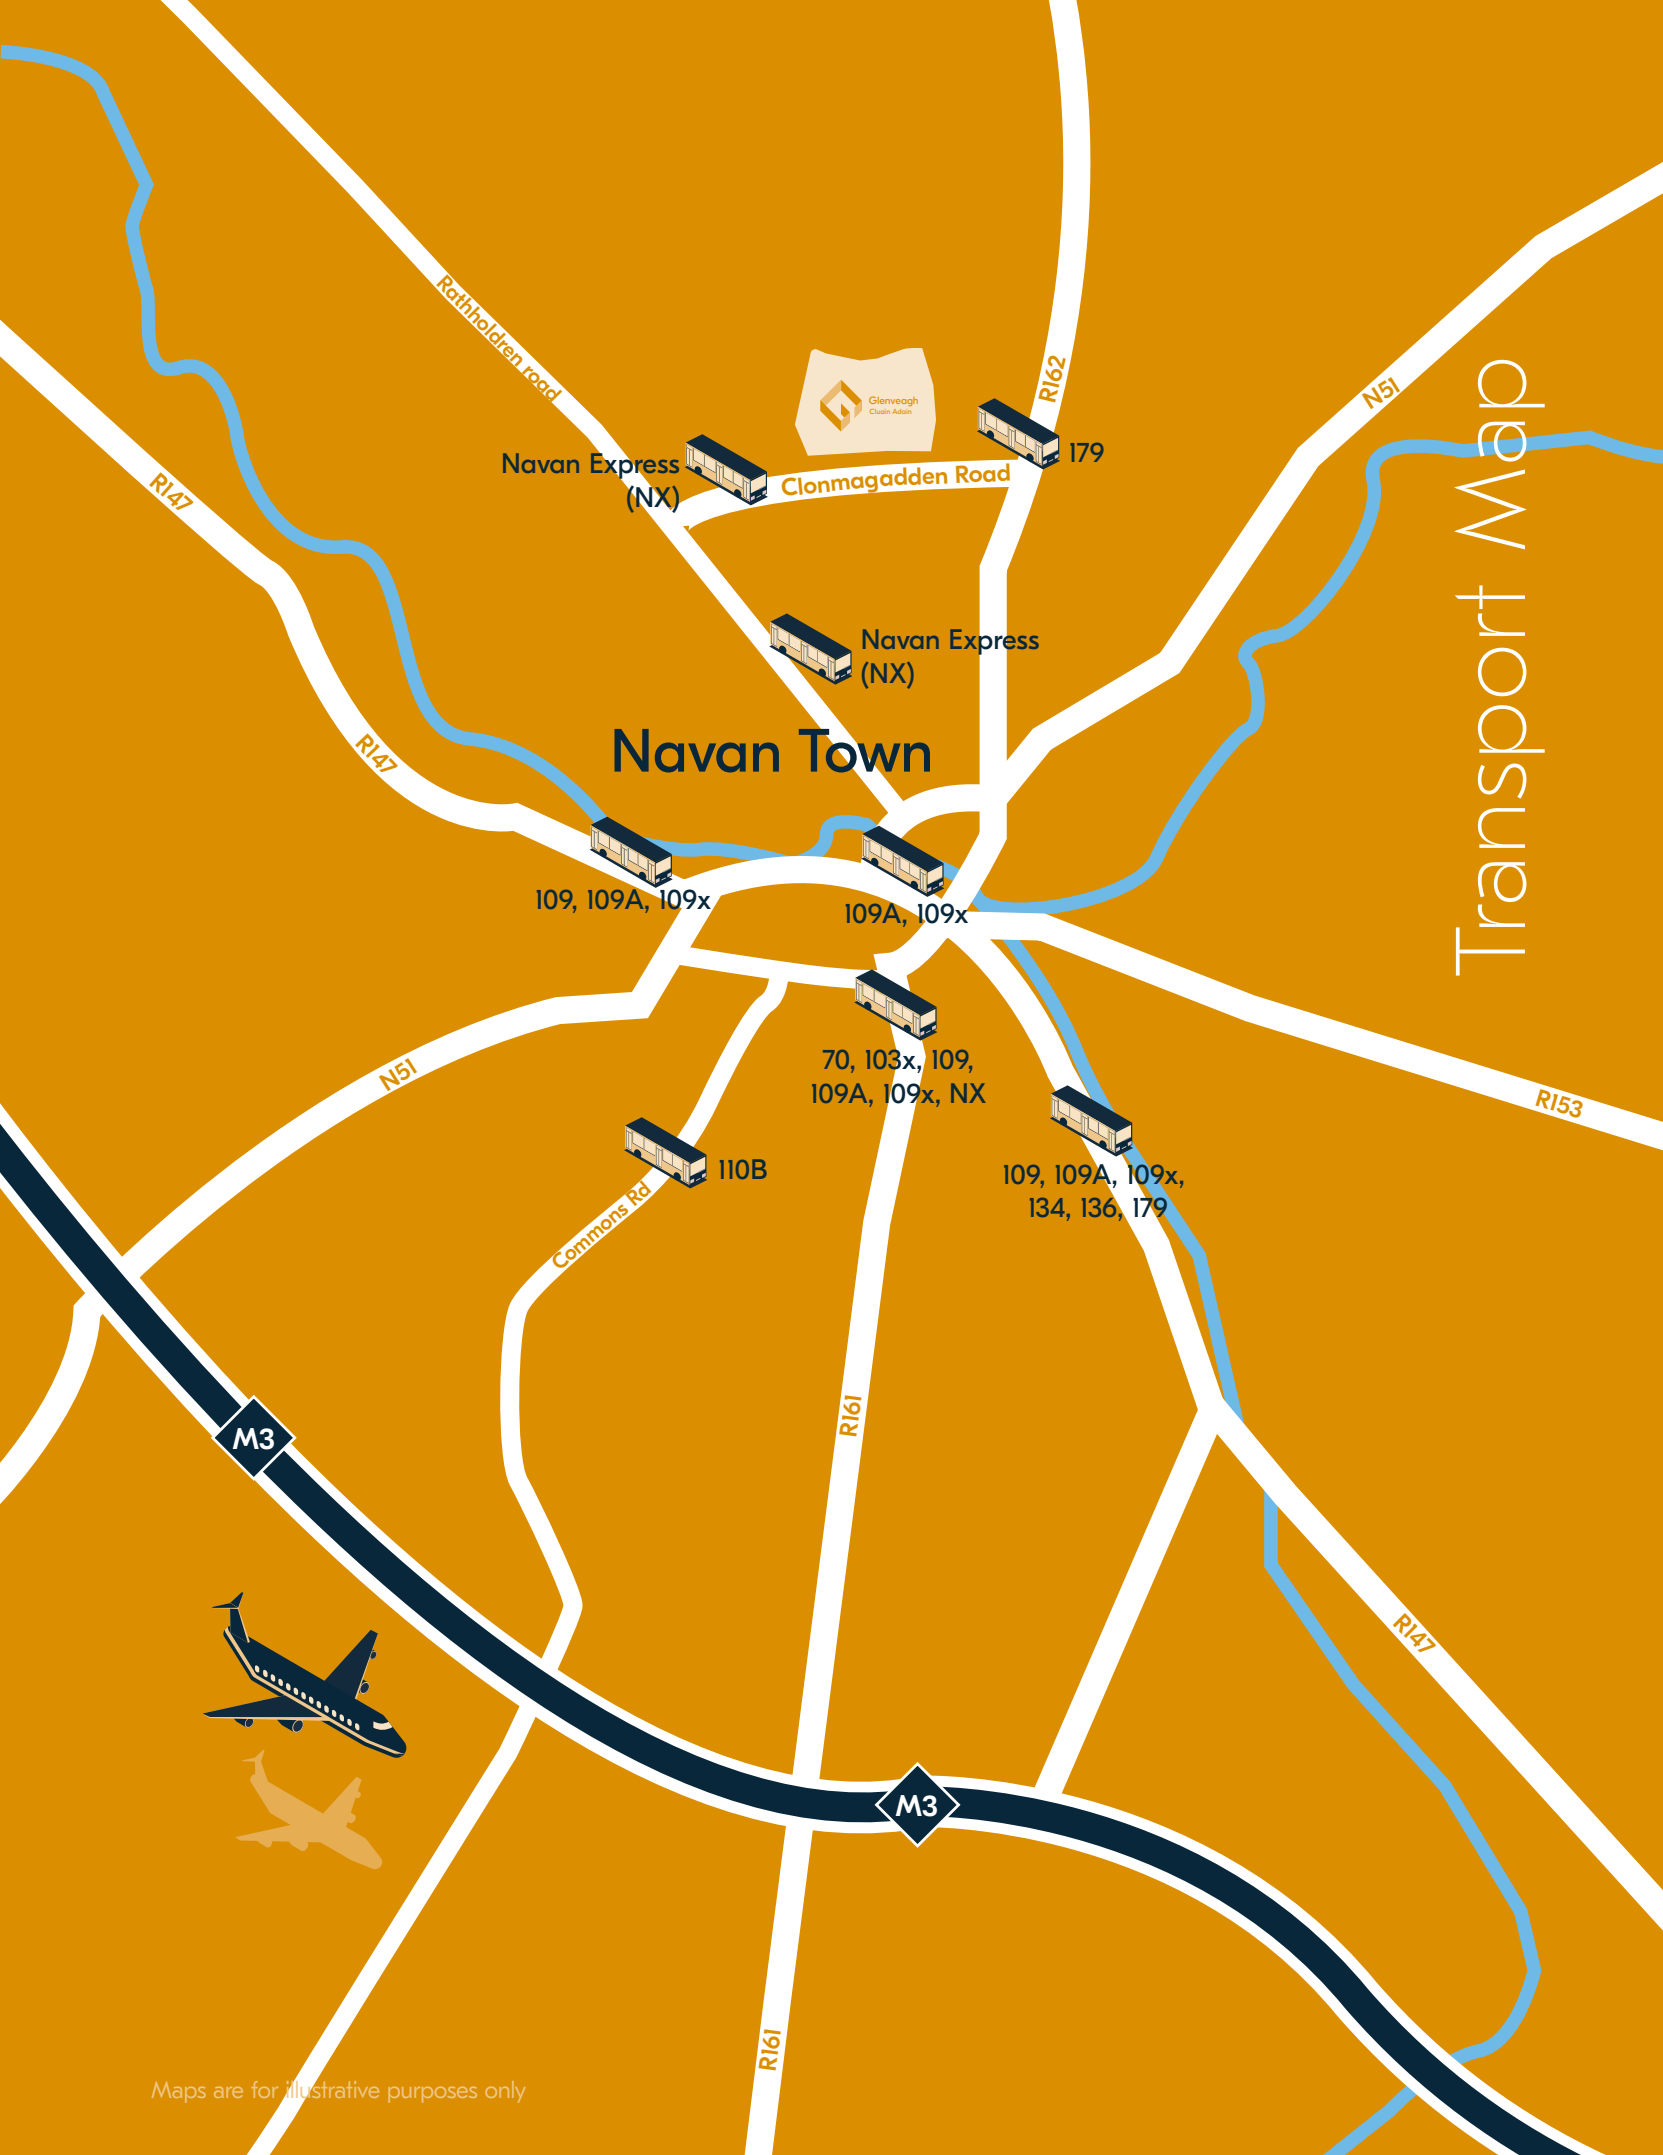 Rathholdren road
R162
N51
Glenveagh
Cluain Adain
Transport Map
179
Navan Express
(NX)
Clonmagadden Road
R147
Navan Express
(NX)
Navan Town
R147
109, 109A, 109x
109A, 109x
70, 103x, 109,
109A, 109x, NX
N51
R153
110B
109, 109A, 109x,
134, 136, 179
Commons Rd
R161
M3
R147
M3
R161
Maps are for illustrative purposes only